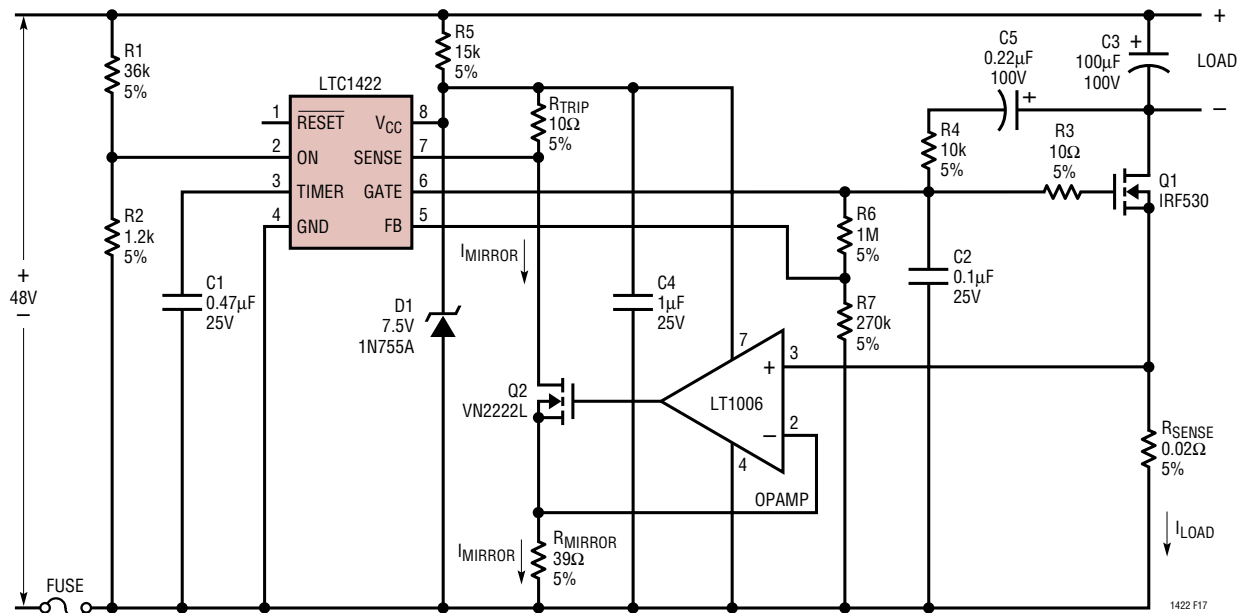 +
48V
−
R1
36k
5%
R2
1.2k
5%
FUSE
LTC1422
1 RESET
2 ON
3 TIMER
4 GND
VCC 8
SENSE 7
GATE 6
FB 5
C1
0.47µF
25V
R5
15k
5%
D1
7.5V
1N755A
RTRIP
10Ω
5%
IMIRROR
Q2
VN2222L
IMIRROR
RMIRROR
39Ω
5%
C4
1µF
25V
7
+ 3
LT1006
− 2
4
OPAMP
R6
1M
5%
R7
270k
5%
R4
10k
5%
C5
0.22µF
100V
+
C2
0.1µF
25V
R3
10Ω
5%
Q1
IRF530
C3
100µF
100V
+
+
LOAD
−
RSENSE
0.02Ω
5%
ILOAD
1422 F17